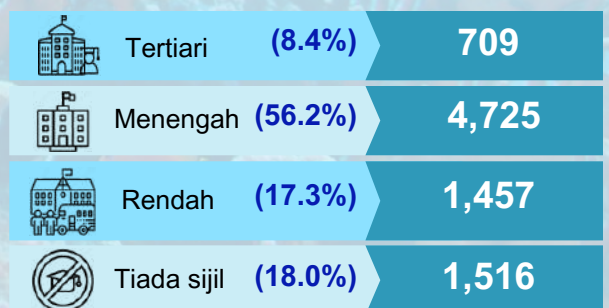 Tertiari (8.4%) 709
Menengah (56.2%) 4,725
Rendah (17.3%) 1,457
Tiada sijil (18.0%) 1,516